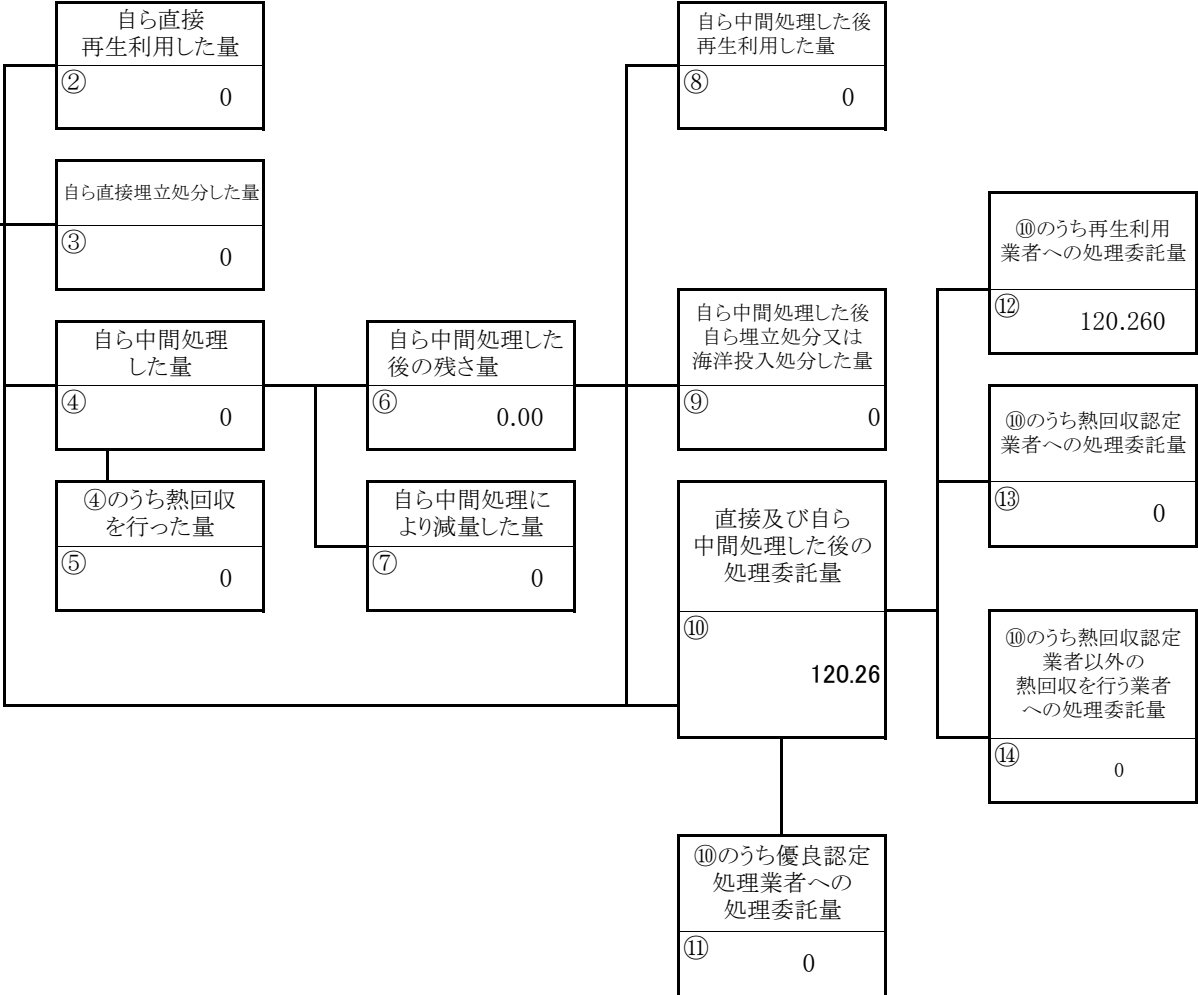 自ら直接
再生利用した量
②
0
自ら直接埋立処分した量
③
0
自ら中間処理
した量
④
0
④のうち熱回収
を行った量
⑤
0
自ら中間処理した
後の残さ量
⑥
0.00
自ら中間処理に
より減量した量
⑦
0
自ら中間処理した後
再生利用した量
⑧
0
自ら中間処理した後
自ら埋立処分又は
海洋投入処分した量
⑨
0
直接及び自ら
中間処理した後の
処理委託量
⑩
120.26
⑩のうち優良認定
処理業者への
処理委託量
⑪
0
⑩のうち再生利用
業者への処理委託量
⑫
120.260
⑩のうち熱回収認定
業者への処理委託量
⑬
0
⑩のうち熱回収認定
業者以外の
熱回収を行う業者
への処理委託量
⑭
0